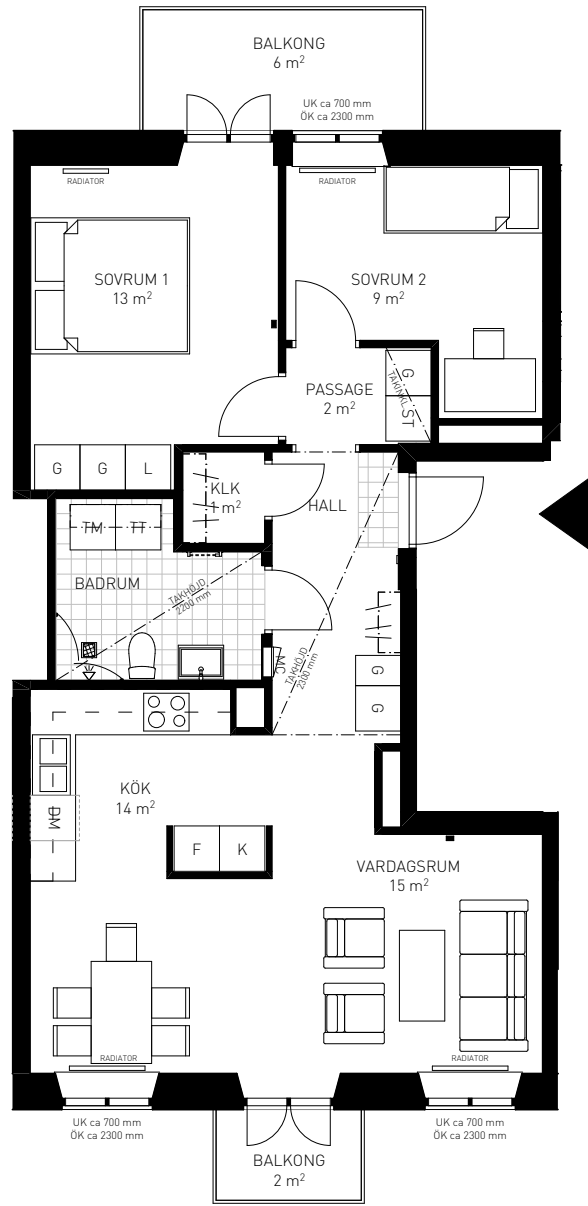 BALKONG
6 m²
UK ca 700 mm
ÖK ca 2300 mm
RADIATOR
RADIATOR
SOVRUM 1
13 m²
SOVRUM 2
9 m²
PASSAGE
2 m²
G
TAKINKL.
ST
G
G
L
KLK
1 m²
HALL
TM
TT
BADRUM
TAKHÖJD
2200 mm
TAKHÖJD
2300 mm
MC
G
G
KÖK
14 m²
DM
F
K
VARDAGSRUM
15 m²
RADIATOR
RADIATOR
UK ca 700 mm
ÖK ca 2300 mm
UK ca 700 mm
ÖK ca 2300 mm
BALKONG
2 m²